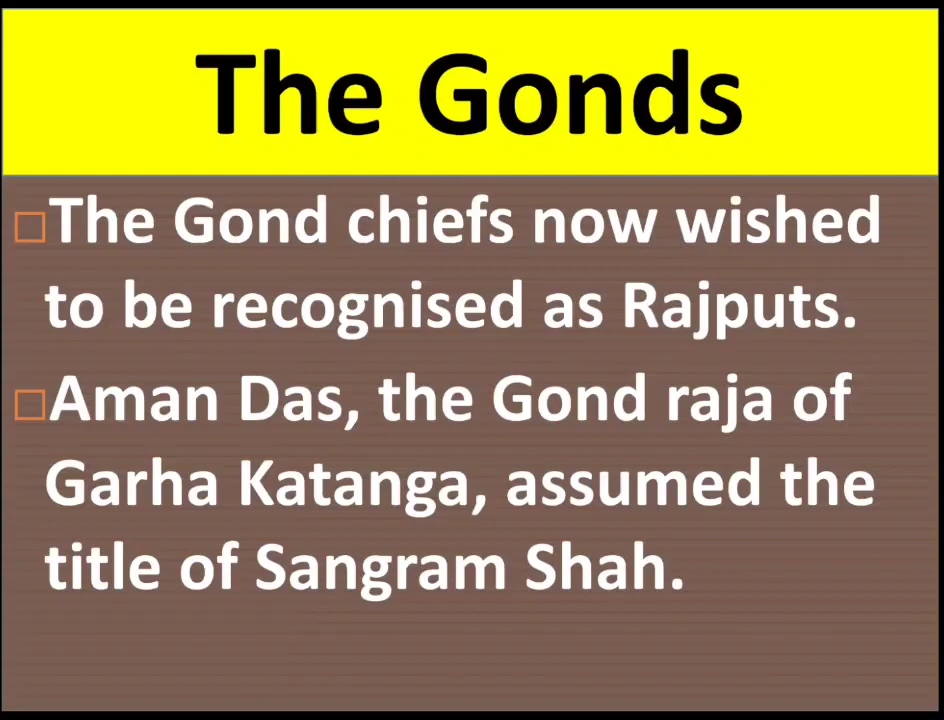 The Gonds
The Gond chiefs now wished
to be recognised as Rajputs.
Aman Das, the Gond raja of
Garha Katanga, assumed the
title of Sangram Shah.